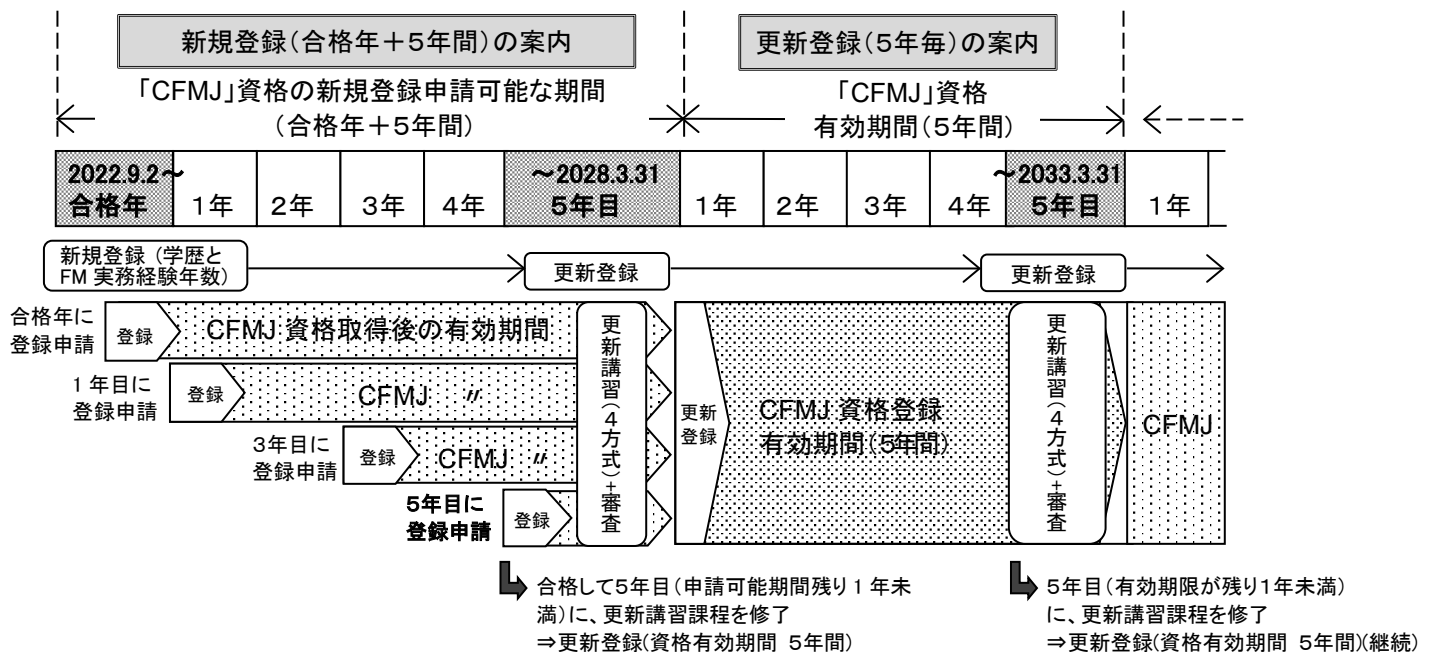 新規登録(合格年＋5年間)の案内
「CFMJ」資格の新規登録申請可能な期間
(合格年＋5年間)
更新登録(5年毎)の案内
「CFMJ」資格
有効期間(5年間)
2022.9.2～
合格年
1年
2年
3年
4年
～2028.3.31
5年目
1年
2年
3年
4年
～2033.3.31
5年目
1年
新規登録（学歴と
FM 実務経験年数）
更新登録
更新登録
合格年に
登録申請
登録
CFMJ 資格取得後の有効期間
1 年目に
登録申請
登録
CFMJ 〃
3年目に
登録申請
登録
CFMJ 〃
5年目に
登録申請
登録
更新講習(4方式)+審査
更新
登録
CFMJ 資格登録
有効期間(5年間)
更新講習(4方式)+審査
CFMJ
合格して5年目(申請可能期間残り 1 年未
満)に、更新講習課程を修了
⇒更新登録(資格有効期間 5年間)
5年目(有効期限が残り1年未満)
に、更新講習課程を修了
⇒更新登録(資格有効期間 5年間)(継続)